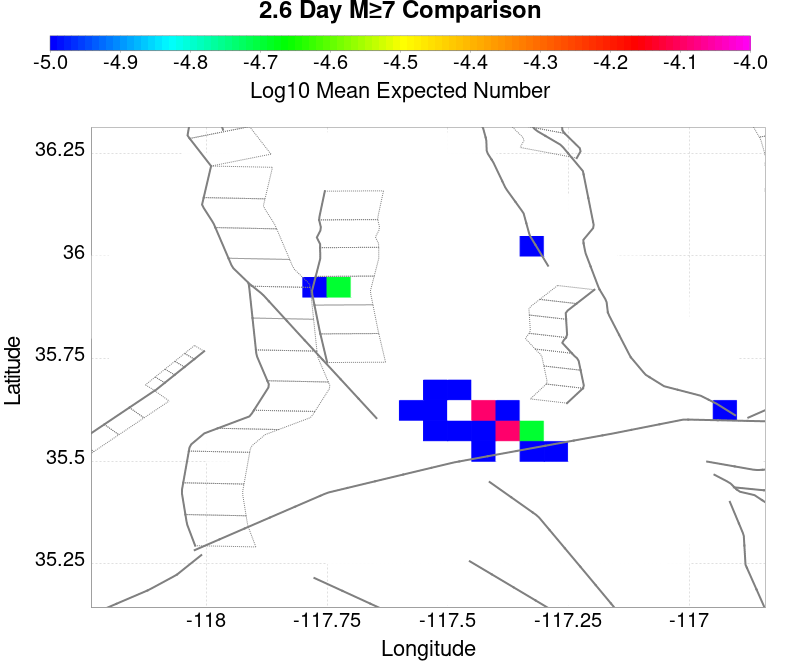 2.6 Day M≥7 Comparison
-5.0 -4.9 -4.8 -4.7 -4.6 -4.5 -4.4 -4.3 -4.2 -4.1 -4.0
Log10 Mean Expected Number
36.25
36
35.75
35.5
35.25
Latitude
-118 -117.75 -117.5 -117.25 -117
Longitude